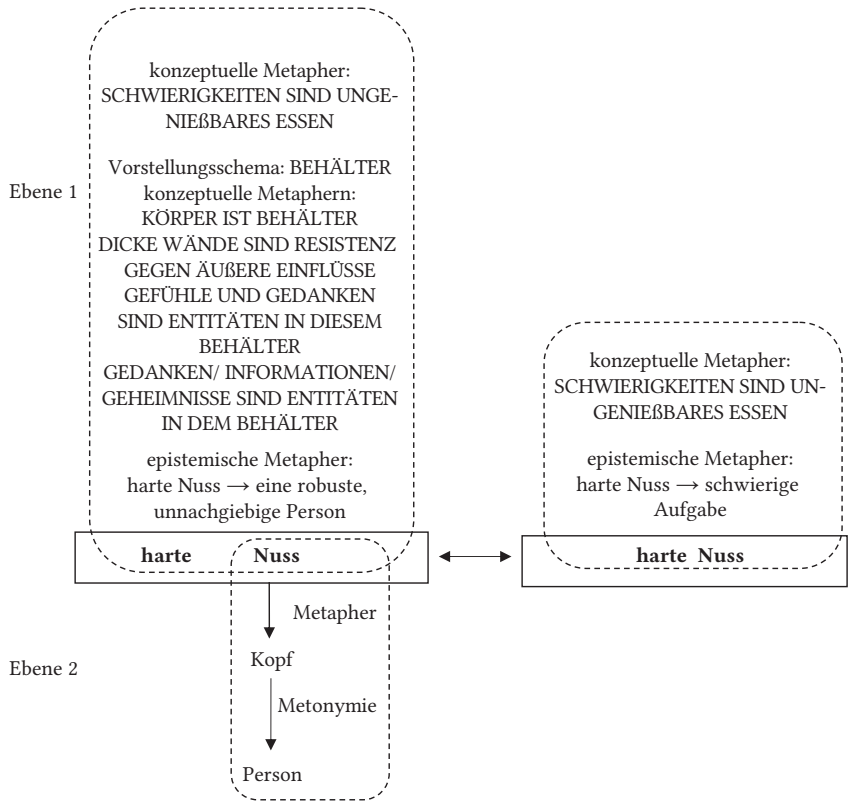 konzeptuelle Metapher:
SCHWIERIGKEITEN SIND UNGE-
NIEßBARES ESSEN
Vorstellungsschema: BEHÄLTER
konzeptuelle Metaphern:
KÖRPER IST BEHÄLTER
DICKE WÄNDE SIND RESISTENZ
GEGEN ÄUßERE EINFLÜSSE
GEFÜHLE UND GEDANKEN
SIND ENTITÄTEN IN DIESEM
BEHÄLTER
GEDANKEN/ INFORMATIONEN/
GEHEIMNISSE SIND ENTITÄTEN
IN DEM BEHÄLTER
epistemische Metapher:
harte Nuss → eine robuste,
unnachgiebige Person
Ebene 1
konzeptuelle Metapher:
SCHWIERIGKEITEN SIND UN-
GENIEßBARES ESSEN
epistemische Metapher:
harte Nuss → schwierige
Aufgabe
harte Nuss
harte Nuss
Metapher
Kopf
Ebene 2
Metonymie
Person